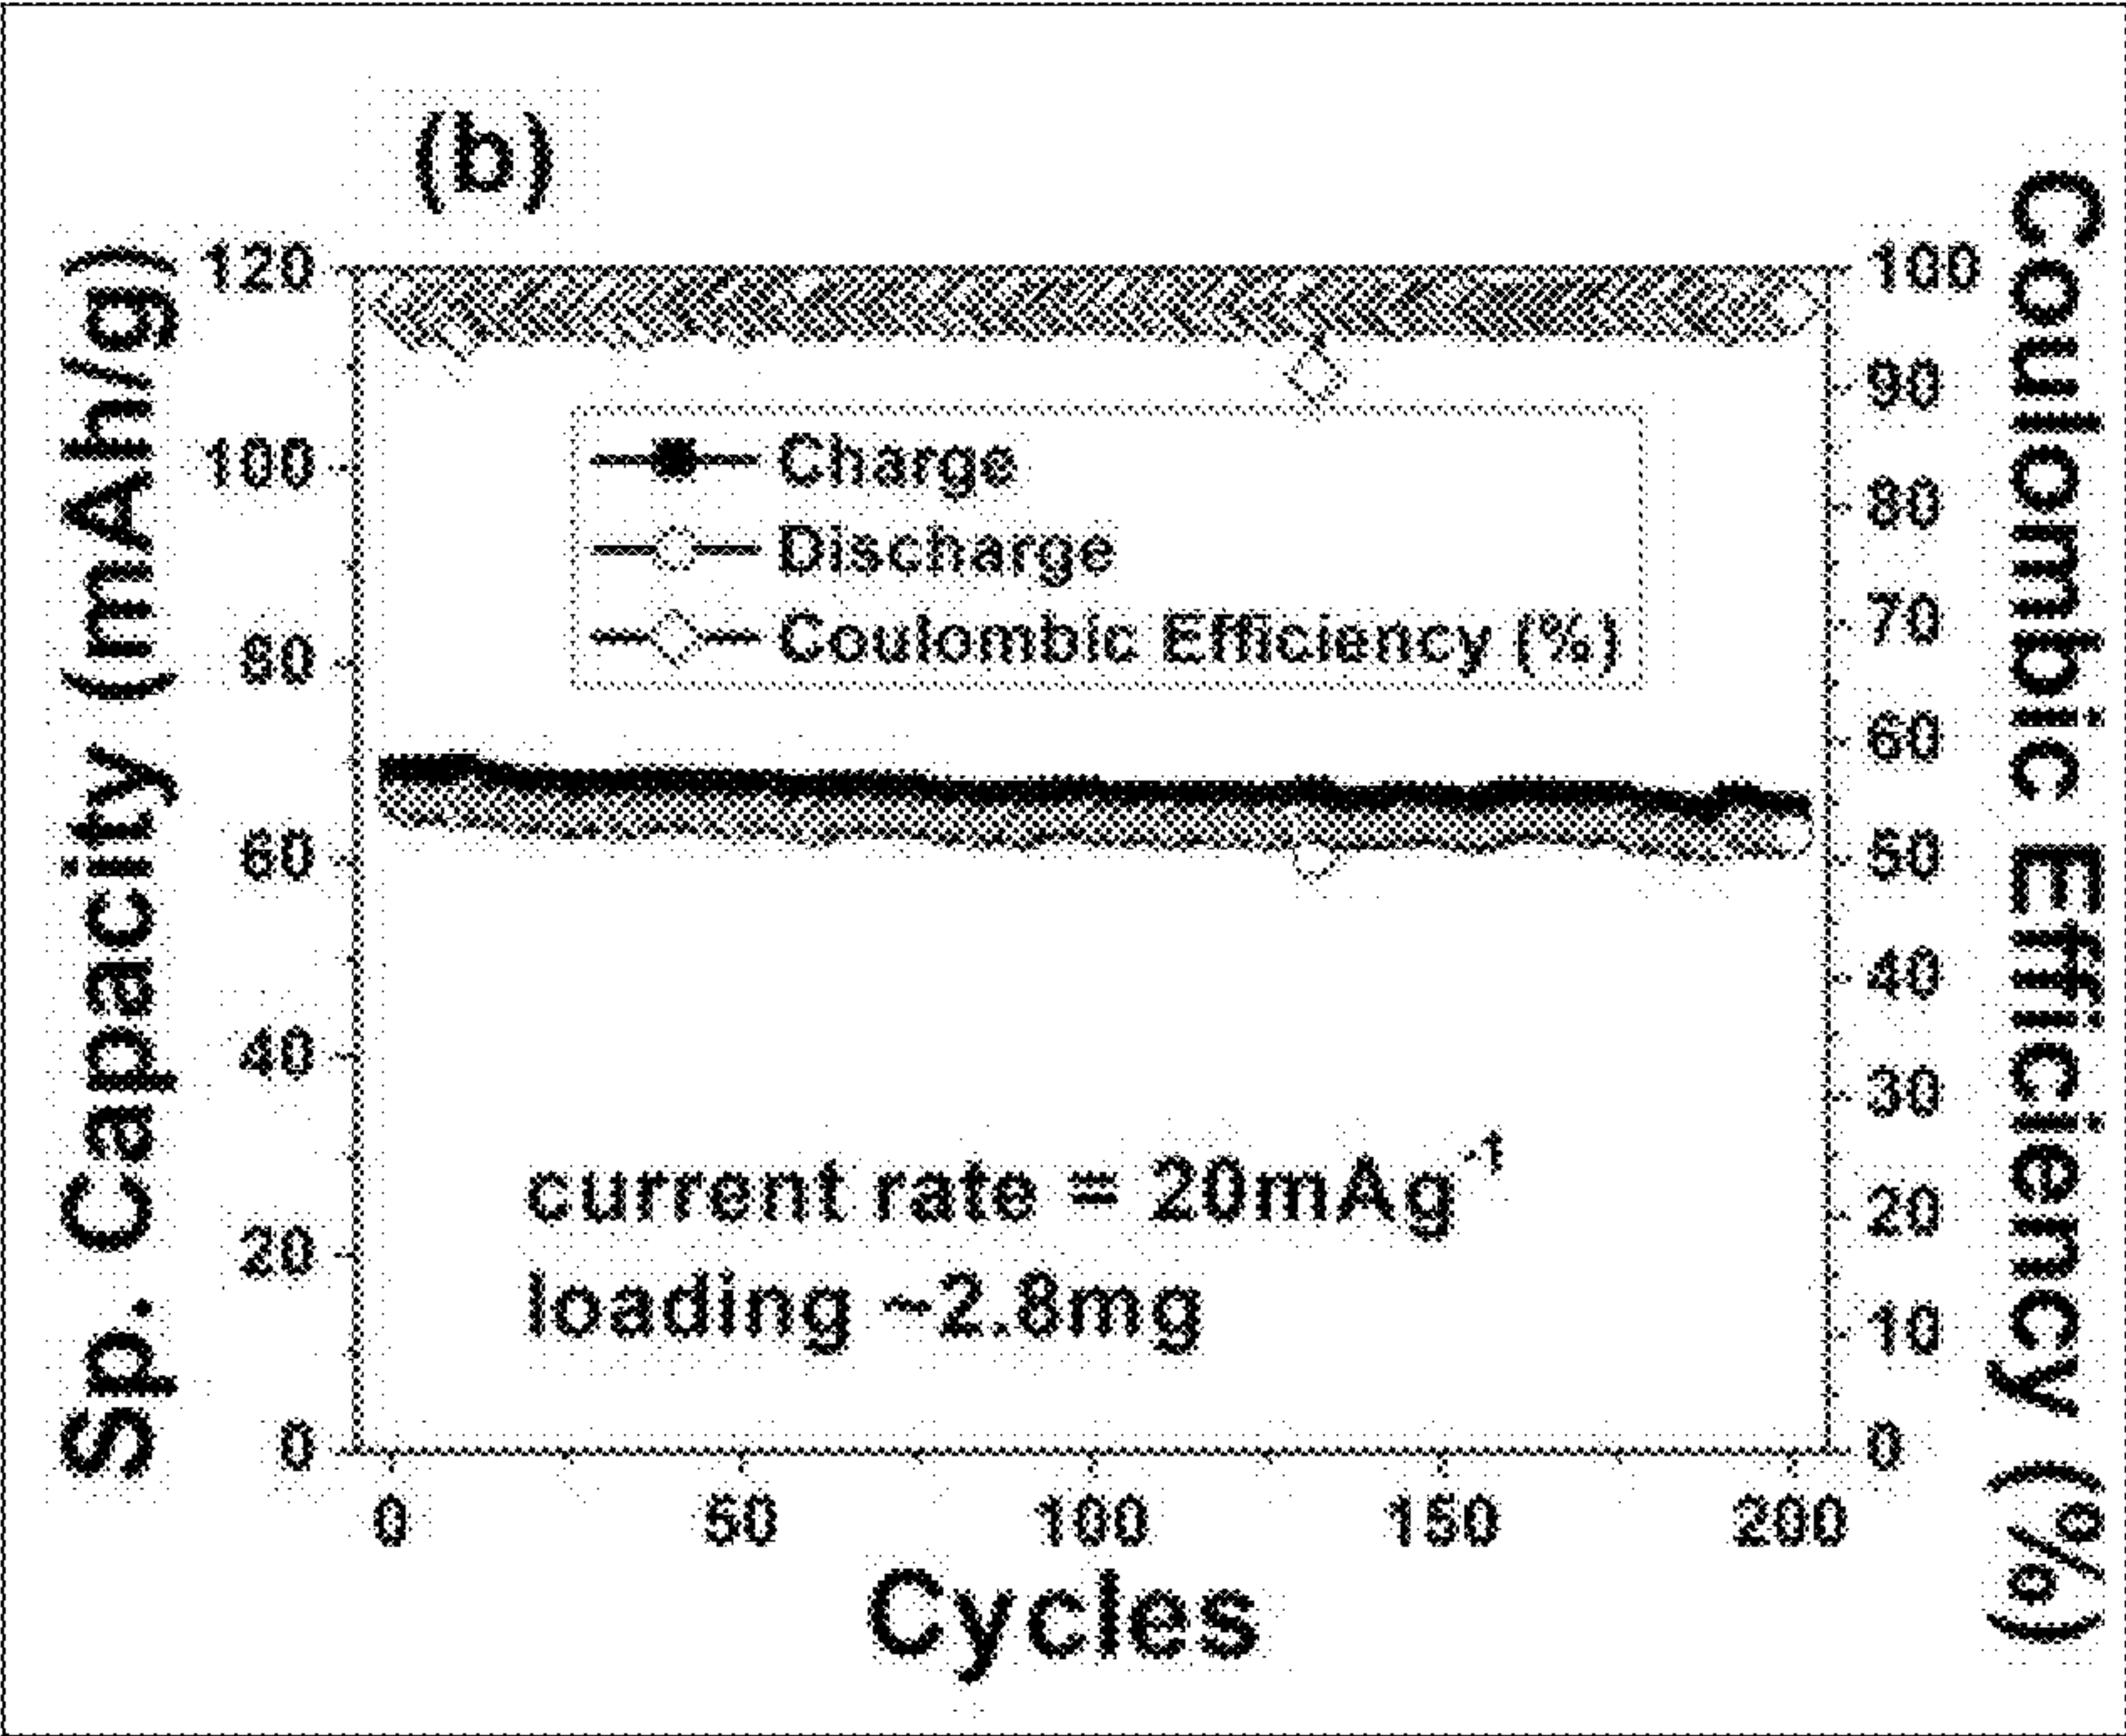 (b)
Sp. Capacity (mAh/g)
120
100
80
60
40
20
0
Charge
Discharge
Coulombic Efficiency (%)
current rate = 20mAg⁻¹
loading ~2.8mg
100
90
80
70
60
50
40
30
20
10
0
Coulombic Efficiency (%)
0 50 100 150 200
Cycles